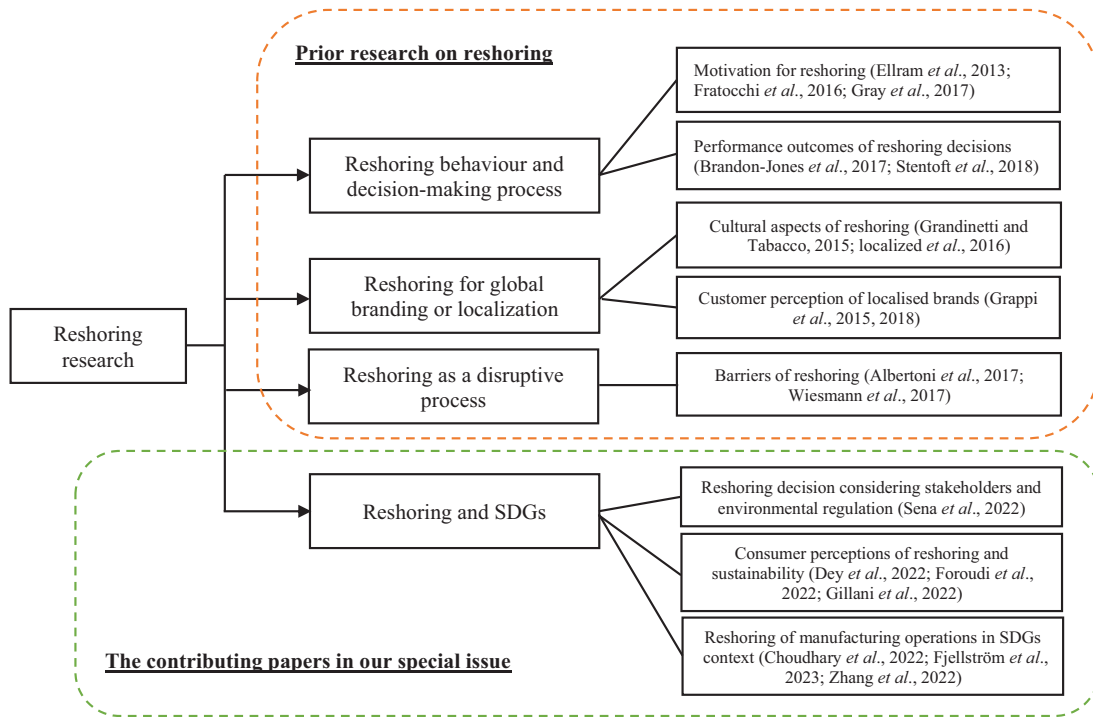 Prior research on reshoring
Motivation for reshoring (Ellram et al., 2013;
Fratocchi et al., 2016; Gray et al., 2017)
Reshoring behaviour and
decision-making process
Performance outcomes of reshoring decisions
(Brandon-Jones et al., 2017; Stentoft et al., 2018)
Cultural aspects of reshoring (Grandinetti and
Tabacco, 2015; localized et al., 2016)
Reshoring for global
branding or localization
Customer perception of localised brands (Grappi
et al., 2015, 2018)
Reshoring
research
Reshoring as a disruptive
process
Barriers of reshoring (Albertoni et al., 2017;
Wiesmann et al., 2017)
Reshoring and SDGs
Reshoring decision considering stakeholders and
environmental regulation (Sena et al., 2022)
Consumer perceptions of reshoring and
sustainability (Dey et al., 2022; Foroudi et al.,
2022; Gillani et al., 2022)
Reshoring of manufacturing operations in SDGs
context (Choudhary et al., 2022; Fjellström et al.,
2023; Zhang et al., 2022)
The contributing papers in our special issue